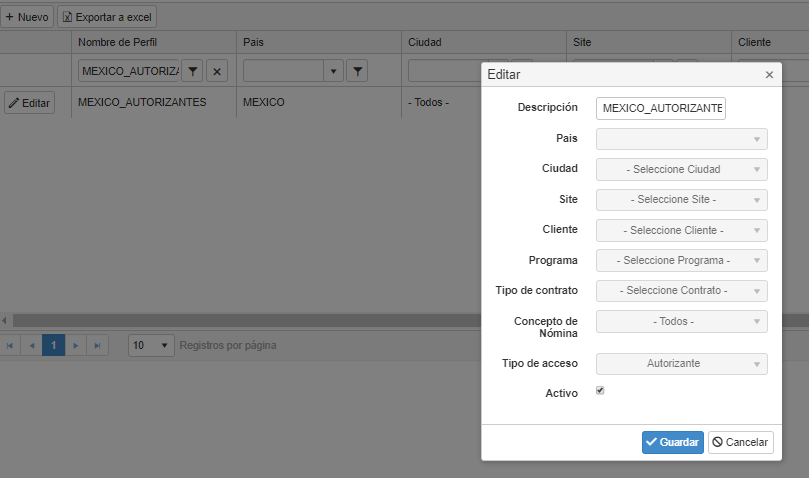 + Nuevo Exportar a excel
Nombre de Perfil Pais Ciudad Site Cliente
MEXICO_AUTORIZA
Editar MEXICO_AUTORIZANTES MEXICO - Todos -
1 10 Registros por página
Editar ×
Descripción MEXICO_AUTORIZANTE
Pais
Ciudad - Seleccione Ciudad
Site - Seleccione Site -
Cliente - Seleccione Cliente -
Programa - Seleccione Programa -
Tipo de contrato - Seleccione Contrato -
Concepto de
Nómina - Todos -
Tipo de acceso Autorizante
Activo
Guardar Cancelar